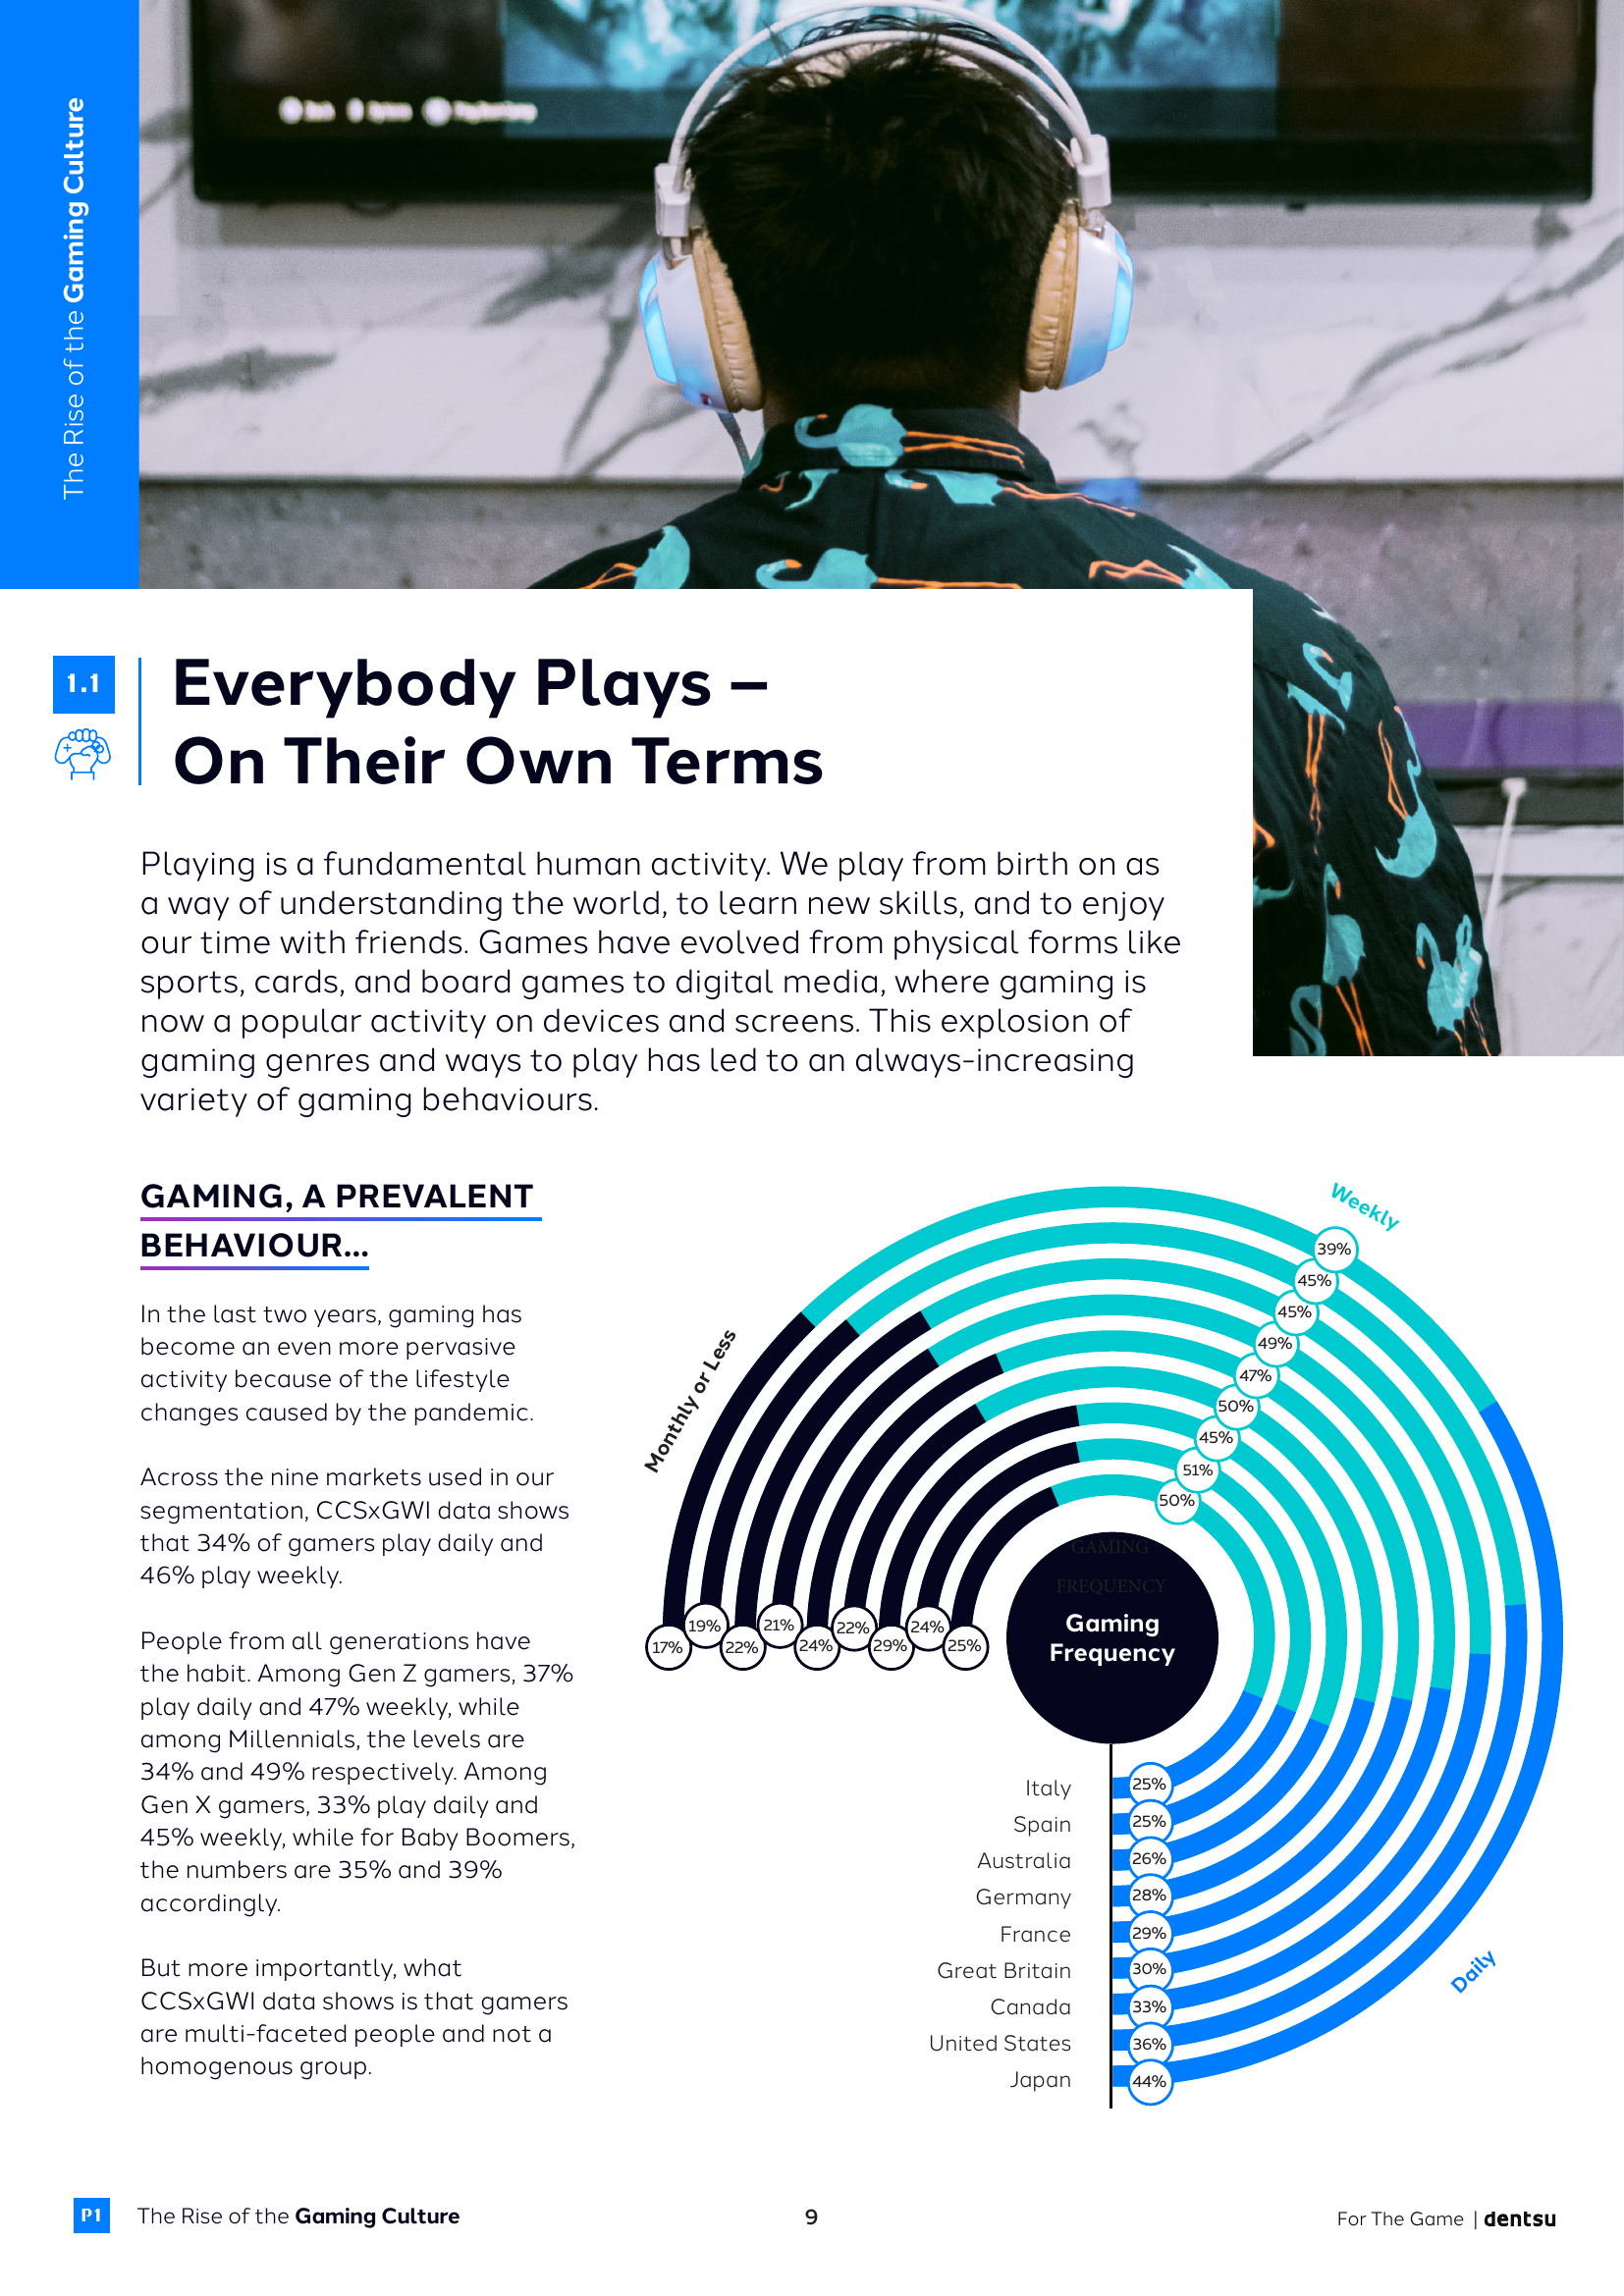 The Rise of the Gaming Culture
1.1
Everybody Plays –
On Their Own Terms
Playing is a fundamental human activity. We play from birth on as
a way of understanding the world, to learn new skills, and to enjoy
our time with friends. Games have evolved from physical forms like
sports, cards, and board games to digital media, where gaming is
now a popular activity on devices and screens. This explosion of
gaming genres and ways to play has led to an always-increasing
variety of gaming behaviours.
GAMING, A PREVALENT
BEHAVIOUR...
In the last two years, gaming has
become an even more pervasive
activity because of the lifestyle
changes caused by the pandemic.
Across the nine markets used in our
segmentation, CCSxGWI data shows
that 34% of gamers play daily and
46% play weekly.
People from all generations have
the habit. Among Gen Z gamers, 37%
play daily and 47% weekly, while
among Millennials, the levels are
34% and 49% respectively. Among
Gen X gamers, 33% play daily and
45% weekly, while for Baby Boomers,
the numbers are 35% and 39%
accordingly.
But more importantly, what
CCSxGWI data shows is that gamers
are multi-faceted people and not a
homogenous group.
Weekly
39%
45%
45%
49%
47%
50%
45%
51%
50%
Monthly or Less
17%
19%
22%
21%
24%
22%
29%
24%
25%
GAMING
FREQUENCY
Gaming
Frequency
Italy 25%
Spain 25%
Australia 26%
Germany 28%
France 29%
Great Britain 30%
Canada 33%
United States 36%
Japan 44%
Daily
P1 The Rise of the Gaming Culture
9
For The Game | dentsu